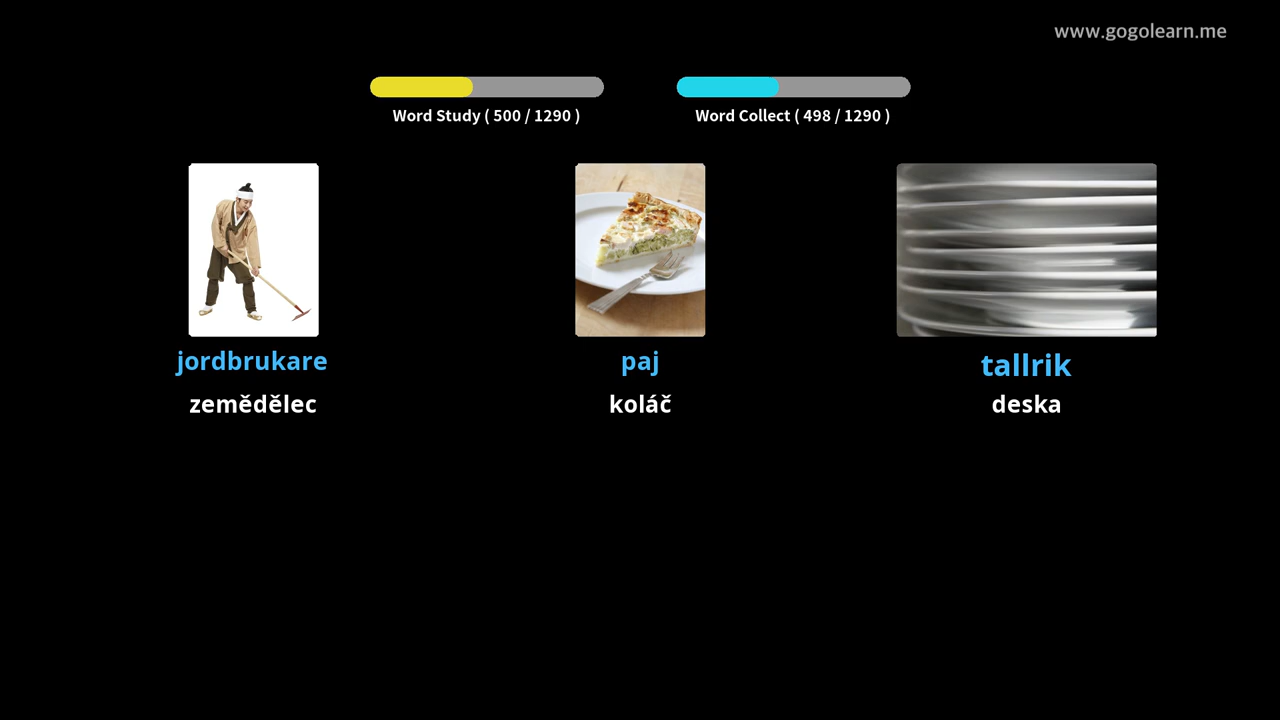 www.gogolearn.me
Word Study ( 500 / 1290 )
Word Collect ( 498 / 1290 )
jordbrukare
paj
tallrik
zemědělec
koláč
deska